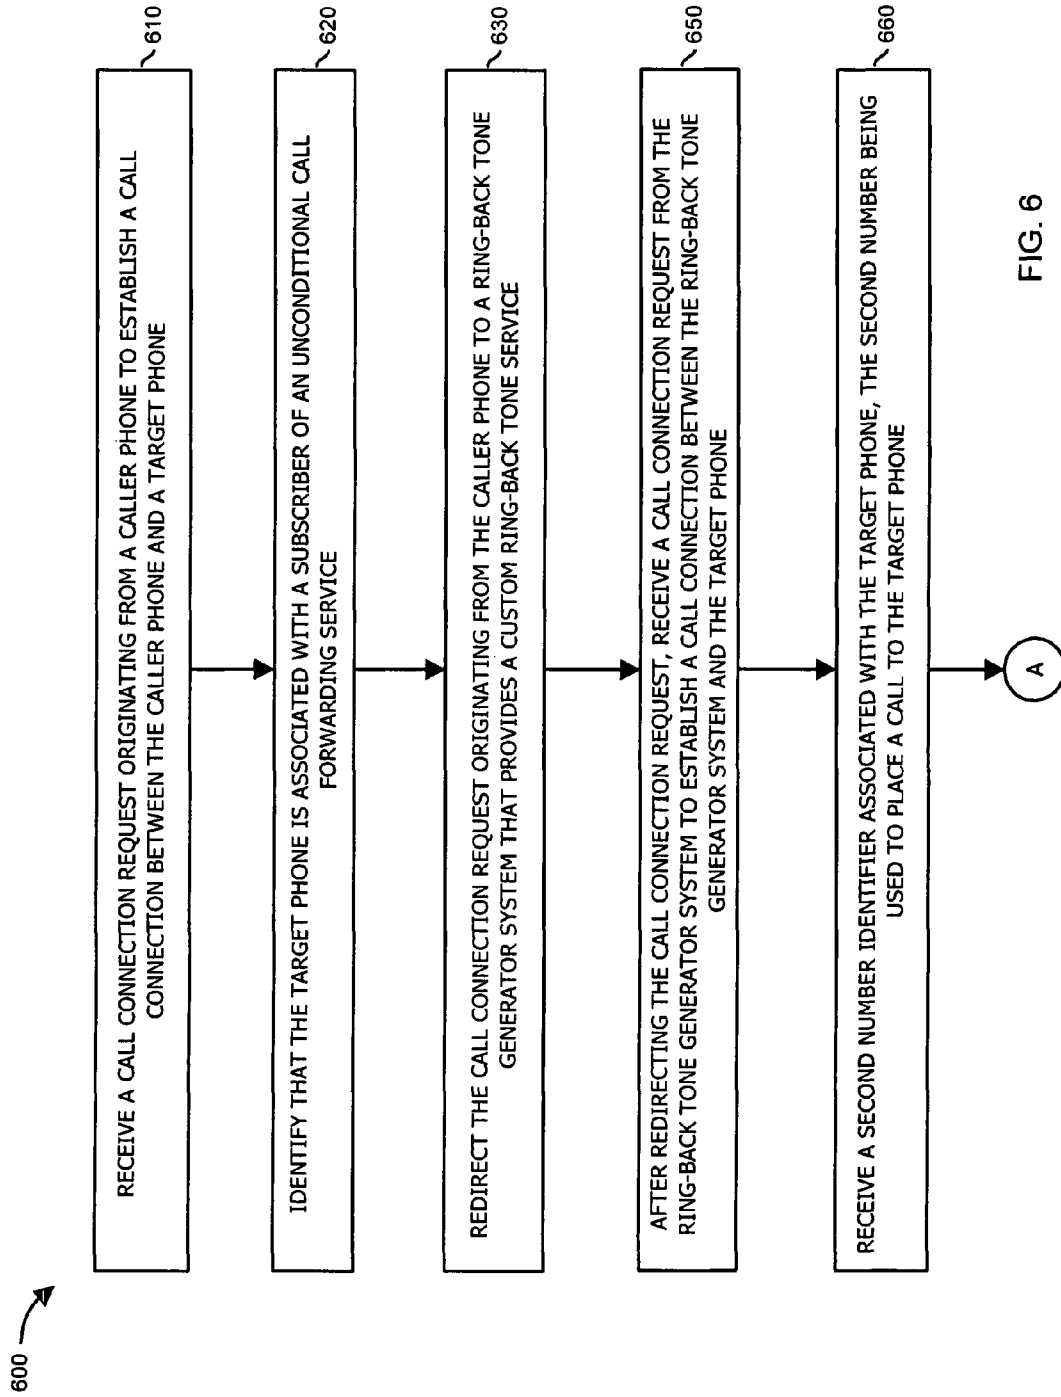 600
RECEIVE A CALL CONNECTION REQUEST ORIGINATING FROM A CALLER PHONE TO ESTABLISH A CALL
CONNECTION BETWEEN THE CALLER PHONE AND A TARGET PHONE
610
IDENTIFY THAT THE TARGET PHONE IS ASSOCIATED WITH A SUBSCRIBER OF AN UNCONDITIONAL CALL
FORWARDING SERVICE
620
REDIRECT THE CALL CONNECTION REQUEST ORIGINATING FROM THE CALLER PHONE TO A RING-BACK TONE
GENERATOR SYSTEM THAT PROVIDES A CUSTOM RING-BACK TONE SERVICE
630
AFTER REDIRECTING THE CALL CONNECTION REQUEST, RECEIVE A CALL CONNECTION REQUEST FROM THE
RING-BACK TONE GENERATOR SYSTEM TO ESTABLISH A CALL CONNECTION BETWEEN THE RING-BACK TONE
GENERATOR SYSTEM AND THE TARGET PHONE
650
RECEIVE A SECOND NUMBER IDENTIFIER ASSOCIATED WITH THE TARGET PHONE, THE SECOND NUMBER BEING
USED TO PLACE A CALL TO THE TARGET PHONE
660
A
FIG. 6